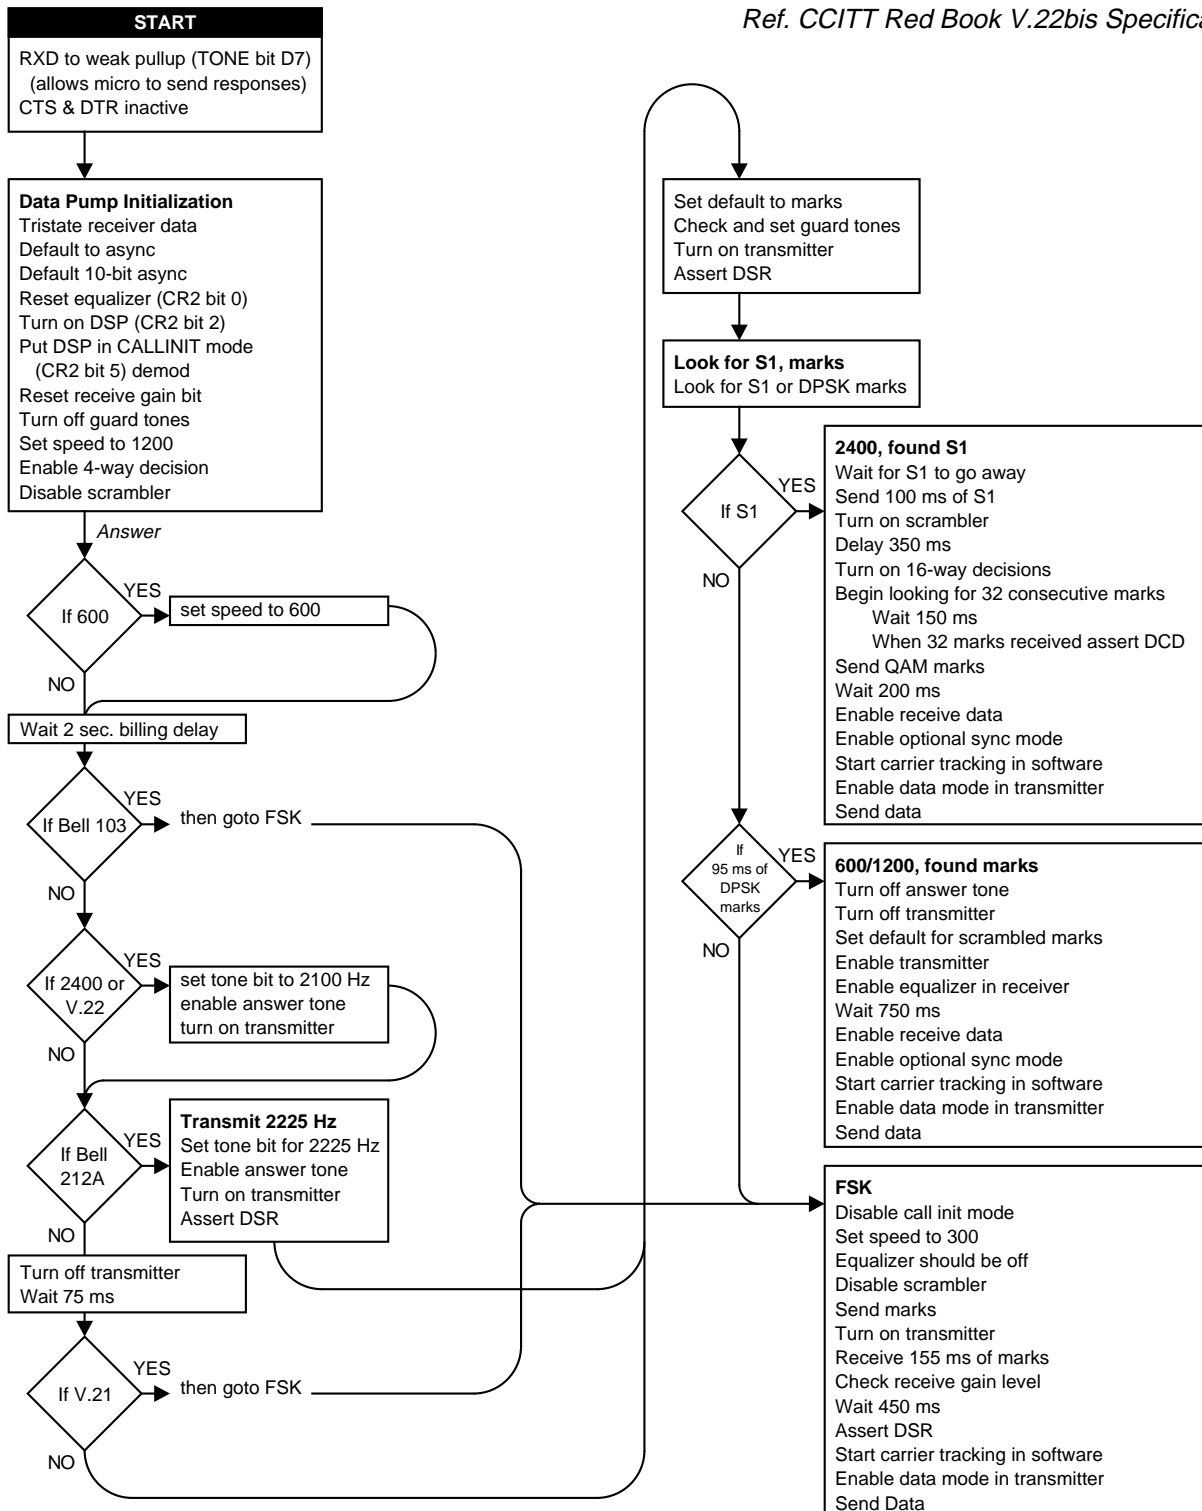 START
RXD to weak pullup (TONE bit D7)
(allows micro to send responses)
CTS & DTR inactive
Data Pump Initialization
Tristate receiver data
Default to async
Default 10-bit async
Reset equalizer (CR2 bit 0)
Turn on DSP (CR2 bit 2)
Put DSP in CALLINIT mode
(CR2 bit 5) demod
Reset receive gain bit
Turn off guard tones
Set speed to 1200
Enable 4-way decision
Disable scrambler
Answer
If 600
YES
set speed to 600
NO
Wait 2 sec. billing delay
If Bell 103
YES
then goto FSK
NO
If 2400 or
V.22
YES
set tone bit to 2100 Hz
enable answer tone
turn on transmitter
NO
If Bell
212A
YES
Transmit 2225 Hz
Set tone bit for 2225 Hz
Enable answer tone
Turn on transmitter
Assert DSR
NO
Turn off transmitter
Wait 75 ms
If V.21
YES
then goto FSK
NO
Ref. CCITT Red Book V.22bis Specifica
Set default to marks
Check and set guard tones
Turn on transmitter
Assert DSR
Look for S1, marks
Look for S1 or DPSK marks
If S1
YES
NO
2400, found S1
Wait for S1 to go away
Send 100 ms of S1
Turn on scrambler
Delay 350 ms
Turn on 16-way decisions
Begin looking for 32 consecutive marks
Wait 150 ms
When 32 marks received assert DCD
Send QAM marks
Wait 200 ms
Enable receive data
Enable optional sync mode
Start carrier tracking in software
Enable data mode in transmitter
Send data
If
95 ms of
DPSK
marks
YES
NO
600/1200, found marks
Turn off answer tone
Turn off transmitter
Set default for scrambled marks
Enable transmitter
Enable equalizer in receiver
Wait 750 ms
Enable receive data
Enable optional sync mode
Start carrier tracking in software
Enable data mode in transmitter
Send data
FSK
Disable call init mode
Set speed to 300
Equalizer should be off
Disable scrambler
Send marks
Turn on transmitter
Receive 155 ms of marks
Check receive gain level
Wait 450 ms
Assert DSR
Start carrier tracking in software
Enable data mode in transmitter
Send Data